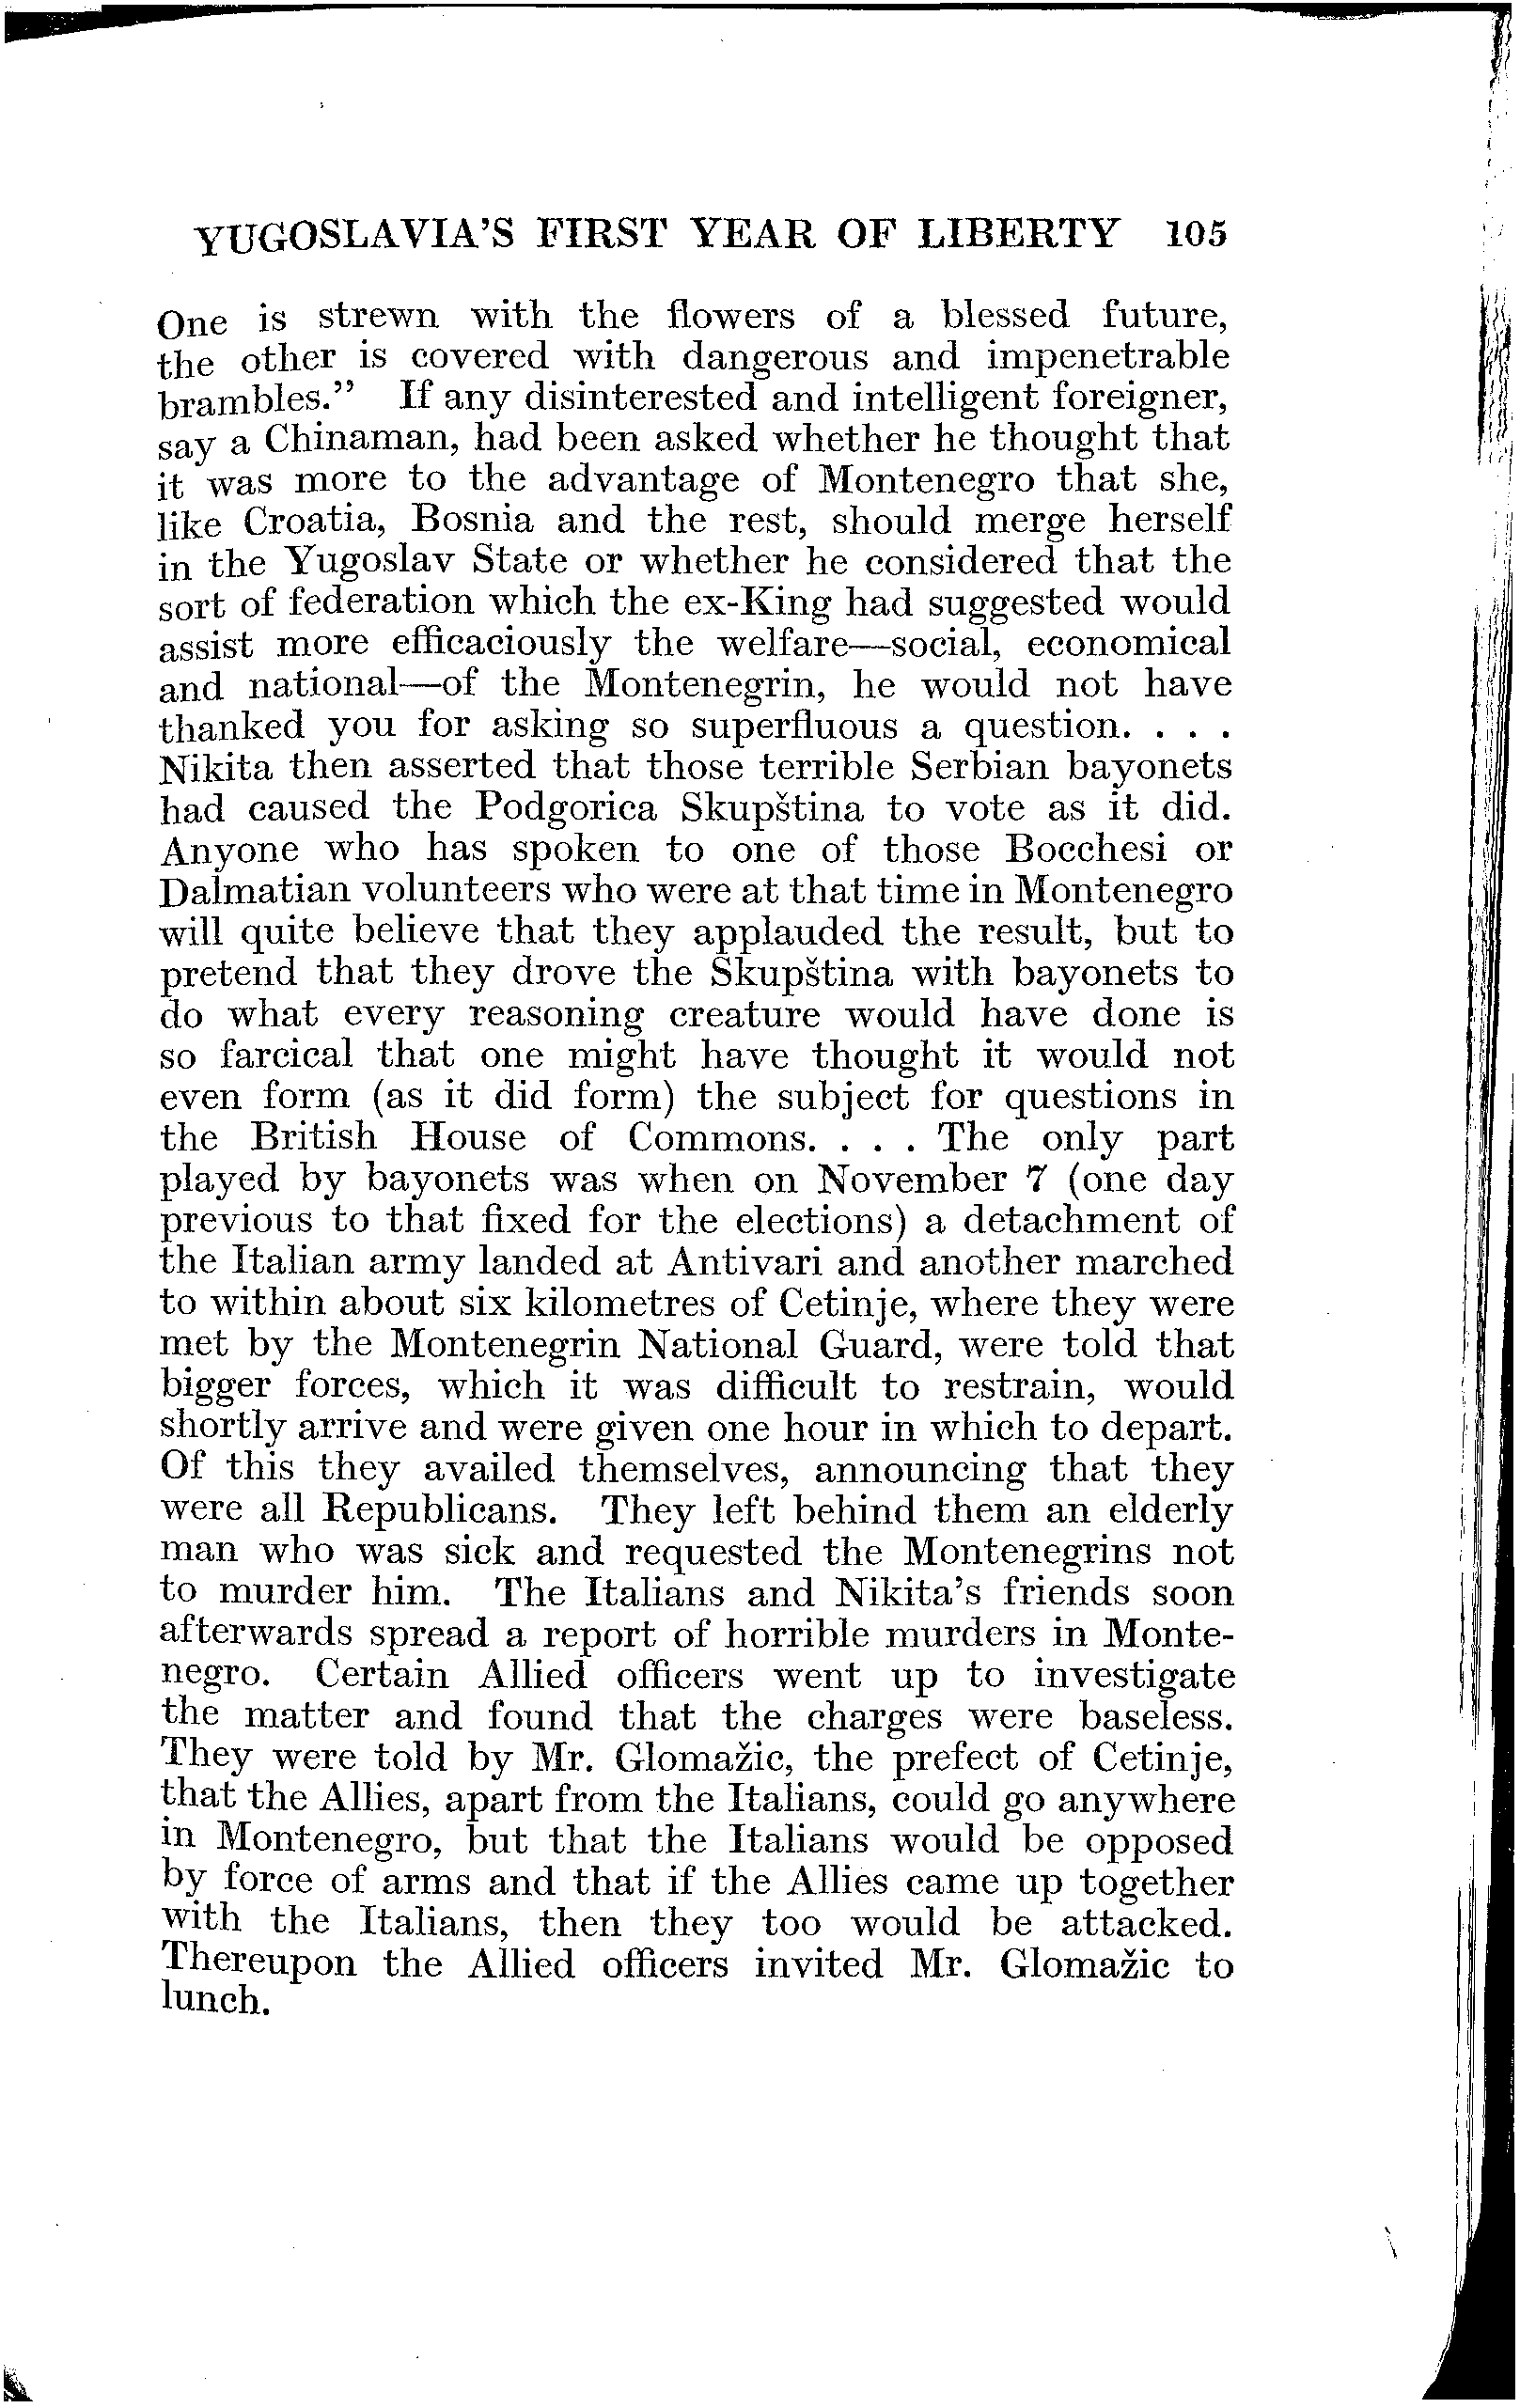 YUGOSLAVIA'S FIRST YEAR OF LIBERTY 105
One is strewn with the flowers of a blessed future,
the other is covered with dangerous and impenetrable
brambles." If any disinterested and intelligent foreigner,
say a Chinaman, had been asked whether he thought that
it was more to the advantage of Montenegro that she,
like Croatia, Bosnia and the rest, should merge herself
in the Yugoslav State or whether he considered that the
sort of federation which the ex-King had suggested would
assist more efficaciously the welfare—social, economical
and national—of the Montenegrin, he would not have
thanked you for asking so superfluous a question. . . .
Nikita then asserted that those terrible Serbian bayonets
had caused the Podgorica Skupština to vote as it did.
Anyone who has spoken to one of those Bocchesi or
Dalmatian volunteers who were at that time in Montenegro
will quite believe that they applauded the result, but to
pretend that they drove the Skupština with bayonets to
do what every reasoning creature would have done is
so farcical that one might have thought it would not
even form (as it did form) the subject for questions in
the British House of Commons. . . . The only part
played by bayonets was when on November 7 (one day
previous to that fixed for the elections) a detachment of
the Italian army landed at Antivari and another marched
to within about six kilometres of Cetinje, where they were
met by the Montenegrin National Guard, were told that
bigger forces, which it was difficult to restrain, would
shortly arrive and were given one hour in which to depart.
Of this they availed themselves, announcing that they
were all Republicans. They left behind them an elderly
man who was sick and requested the Montenegrins not
to murder him. The Italians and Nikita's friends soon
afterwards spread a report of horrible murders in Monte-
negro. Certain Allied officers went up to investigate
the matter and found that the charges were baseless.
They were told by Mr. Glomažic, the prefect of Cetinje,
that the Allies, apart from the Italians, could go anywhere
in Montenegro, but that the Italians would be opposed
by force of arms and that if the Allies came up together
with the Italians, then they too would be attacked.
Thereupon the Allied officers invited Mr. Glomažic to
lunch.